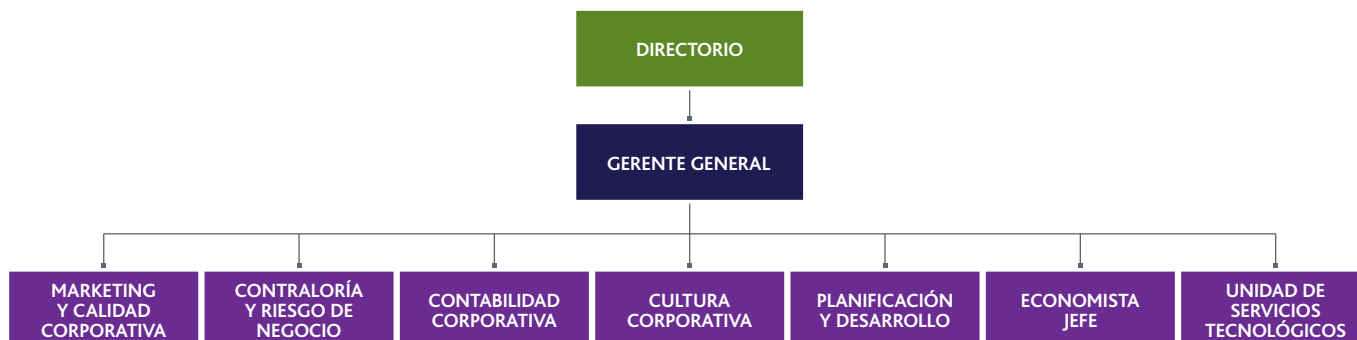 DIRECTORIO
GERENTE GENERAL
MARKETING
Y CALIDAD
CORPORATIVA
CONTRALORÍA
Y RIESGO DE
NEGOCIO
CONTABILIDAD
CORPORATIVA
CULTURA
CORPORATIVA
PLANIFICACIÓN
Y DESARROLLO
ECONOMISTA
JEFE
UNIDAD DE
SERVICIOS
TECNOLÓGICOS